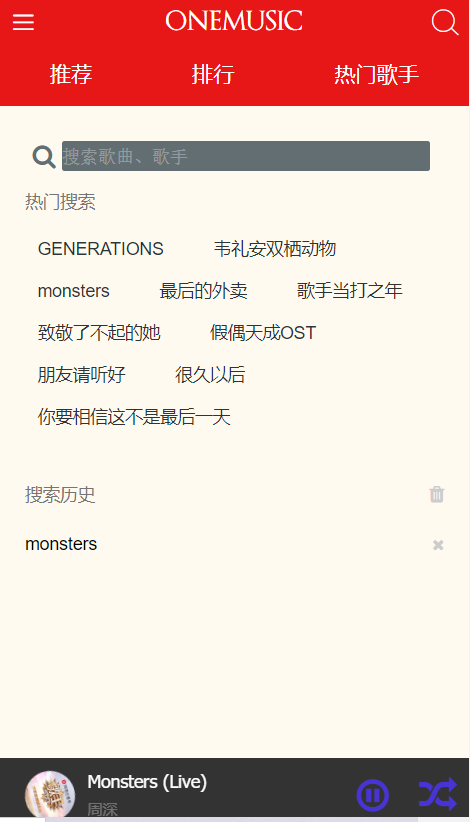 ONEMUSIC
推荐 排行 热门歌手
搜索歌曲、歌手
热门搜索
GENERATIONS 韦礼安双栖动物
monsters 最后的外卖 歌手当打之年
致敬了不起的她 假偶天成OST
朋友请听好 很久以后
你要相信这不是最后一天
搜索历史
monsters
Monsters (Live)
周深